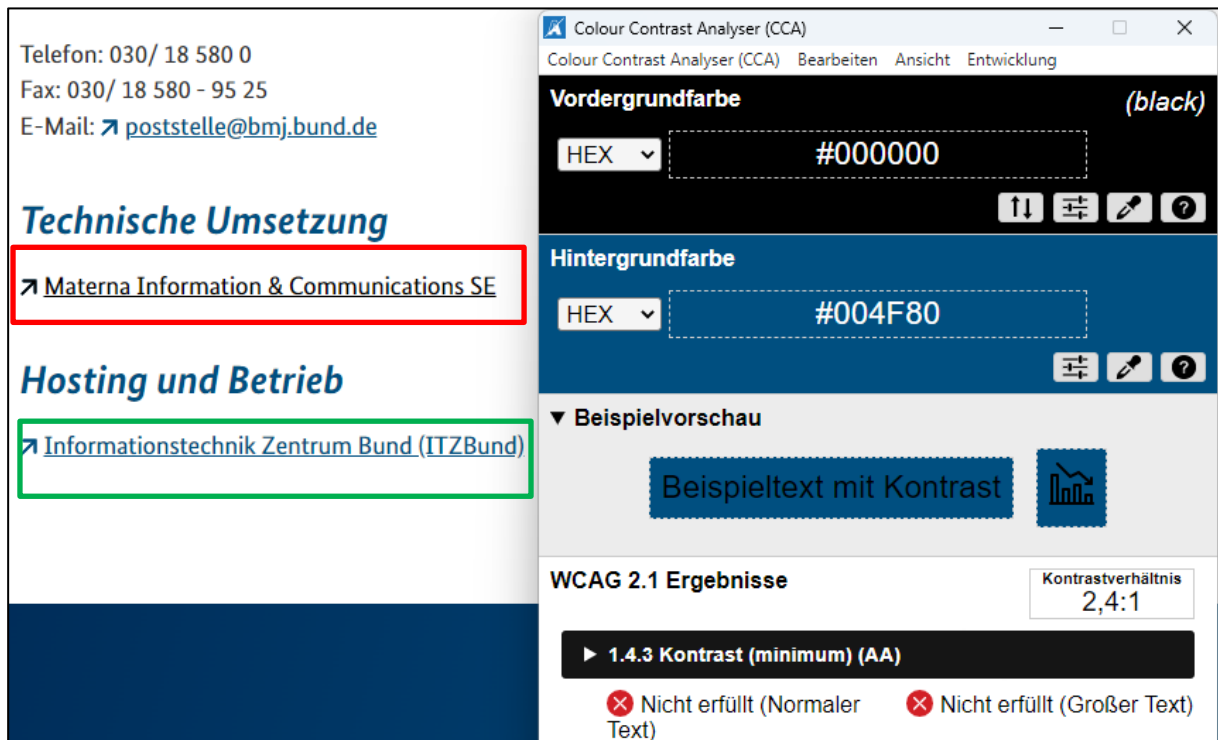 Telefon: 030/ 18 580 0
Fax: 030/ 18 580 - 95 25
E-Mail: poststelle@bmj.bund.de
Technische Umsetzung
Materna Information & Communications SE
Hosting und Betrieb
Informationstechnik Zentrum Bund (ITZBund)
Colour Contrast Analyser (CCA)
Colour Contrast Analyser (CCA) Bearbeiten Ansicht Entwicklung
Vordergrundfarbe (black)
HEX #000000
Hintergrundfarbe
HEX #004F80
Beispielvorschau
Beispieltext mit Kontrast
WCAG 2.1 Ergebnisse
Kontrastverhältnis
2,4:1
1.4.3 Kontrast (minimum) (AA)
Nicht erfüllt (Normaler
Text)
Nicht erfüllt (Großer Text)